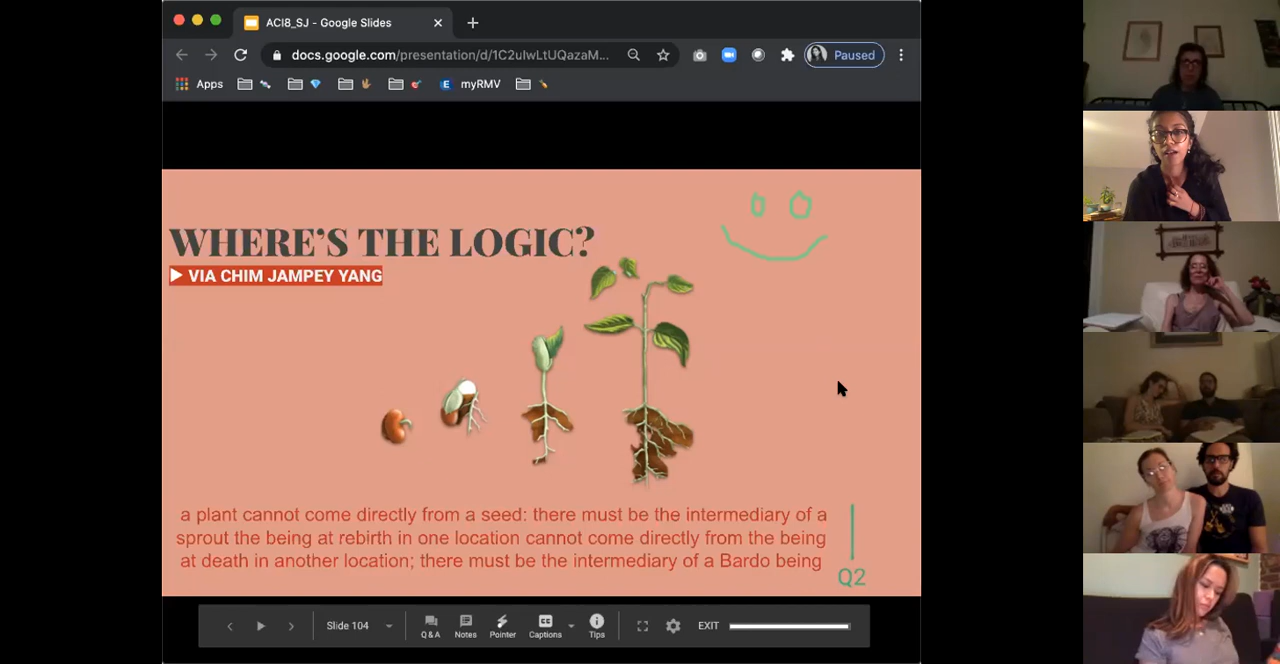 ACI8_SJ - Google Slides
docs.google.com/presentation/d/1C2uIwLtUQazaM...
Paused
Apps
E myRMV
WHERE'S THE LOGIC?
VIA CHIM JAMPEY YANG
a plant cannot come directly from a seed: there must be the intermediary of a
sprout the being at rebirth in one location cannot come directly from the being
at death in another location; there must be the intermediary of a Bardo being
Q2
Slide 104
Q & A
Notes
Pointer
CC
Captions
Tips
EXIT